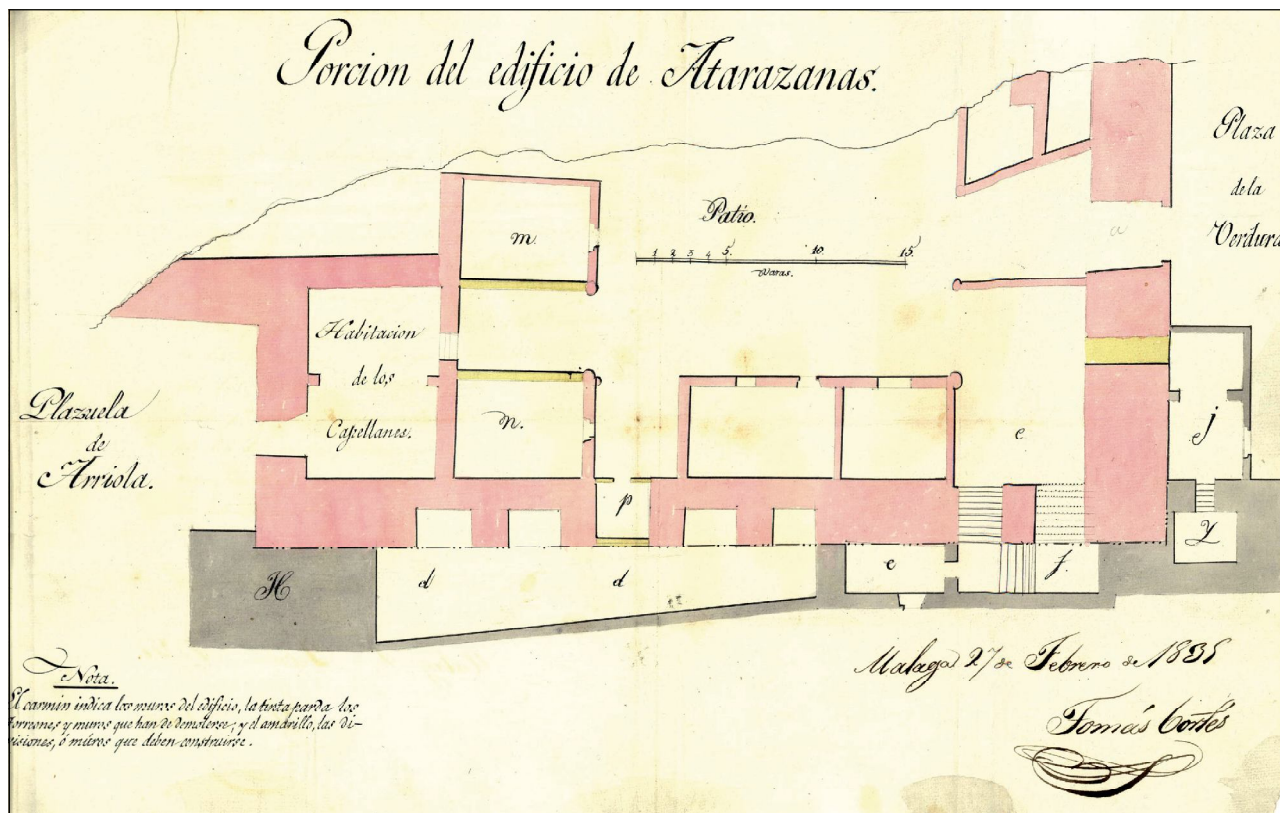 Porcion del edificio de Atarazanas.
Plaza
de la
Verdura
a
Patio.
m.
1 2 3 4 5. 10. 15.
Varas.
Habitacion
de los
Capellanes.
n.
Plazuela
de
Arriola.
e
j
p
y
H
d
d
e
f.
Malaga 27 de Febrero de 1835
Tomás Cortés
Nota.
El carmin indica los muros del edificio, la tinta parda los
torreones y muros que han de demolerse; y el amarillo, las di-
visiones, ó muros que deben construirse.